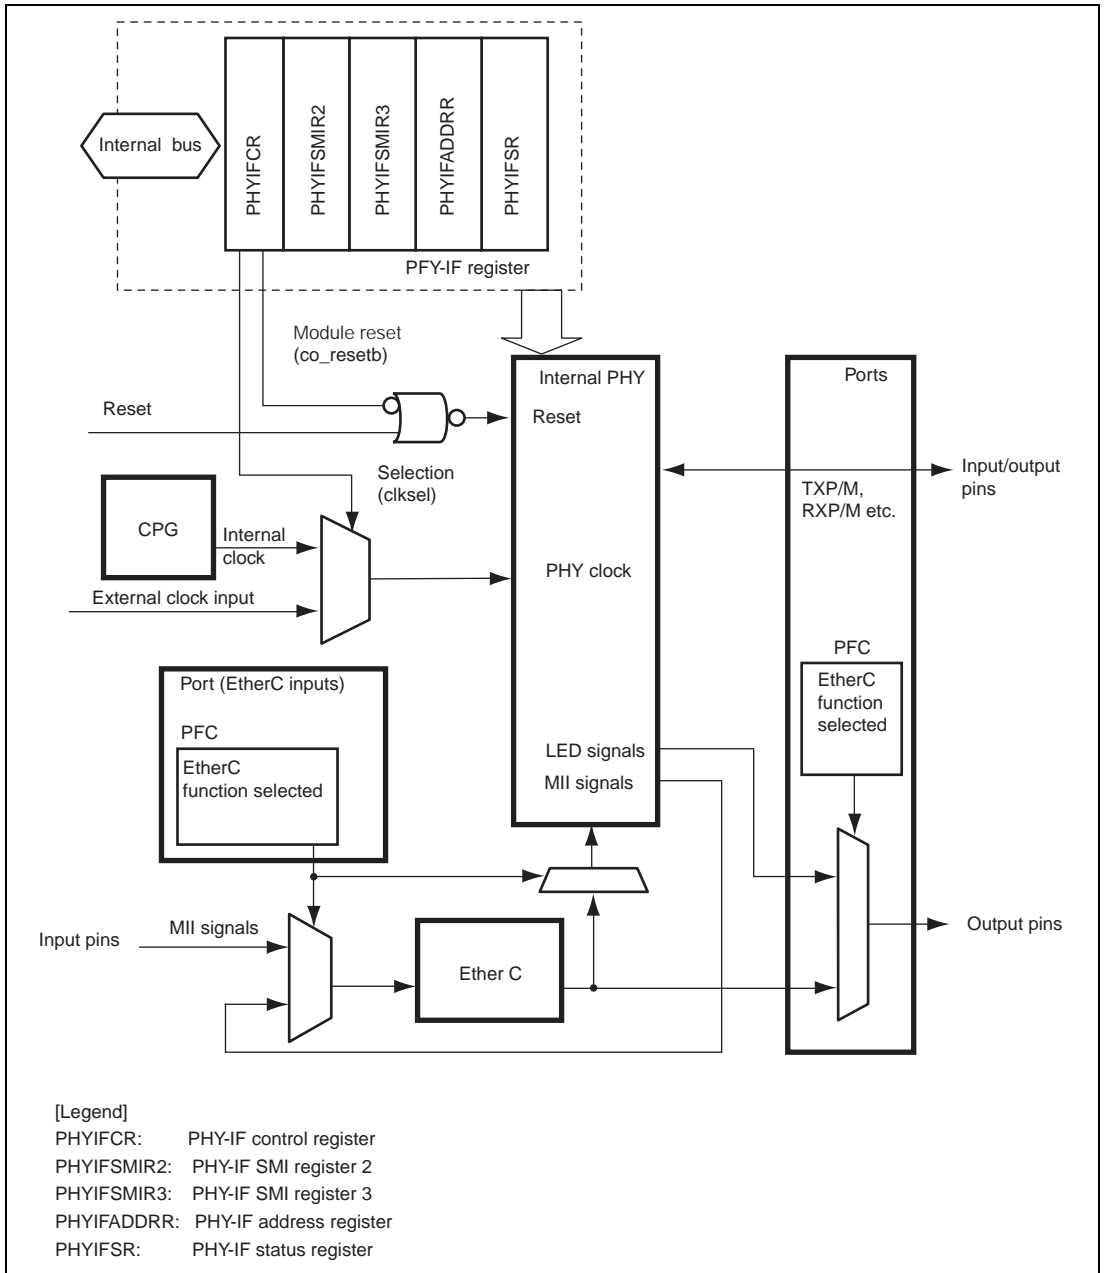 Internal bus
PHYIFCR
PHYIFSMIR2
PHYIFSMIR3
PHYIFADDRR
PHYIFSR
PFY-IF register
Module reset
(co_resetb)
Internal PHY
Ports
Reset
Reset
Selection
(clksel)
Input/output
pins
TXP/M,
RXP/M etc.
CPG
Internal
clock
PHY clock
External clock input
PFC
EtherC
function
selected
Port (EtherC inputs)
PFC
EtherC
function selected
LED signals
MII signals
Input pins
MII signals
Ether C
Output pins
[Legend]
PHYIFCR: PHY-IF control register
PHYIFSMIR2: PHY-IF SMI register 2
PHYIFSMIR3: PHY-IF SMI register 3
PHYIFADDRR: PHY-IF address register
PHYIFSR: PHY-IF status register